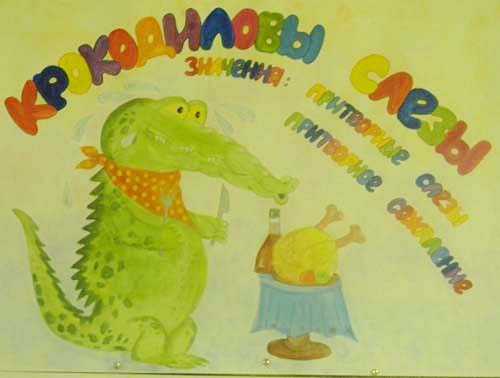 КРОКОДИЛОВЫ СЛЕЗЫ
ЗНАЧЕНИЯ:
ПРИТВОРНЫЕ СЛЕЗЫ
ПРИТВОРНОЕ СОЖАЛЕНИЕ